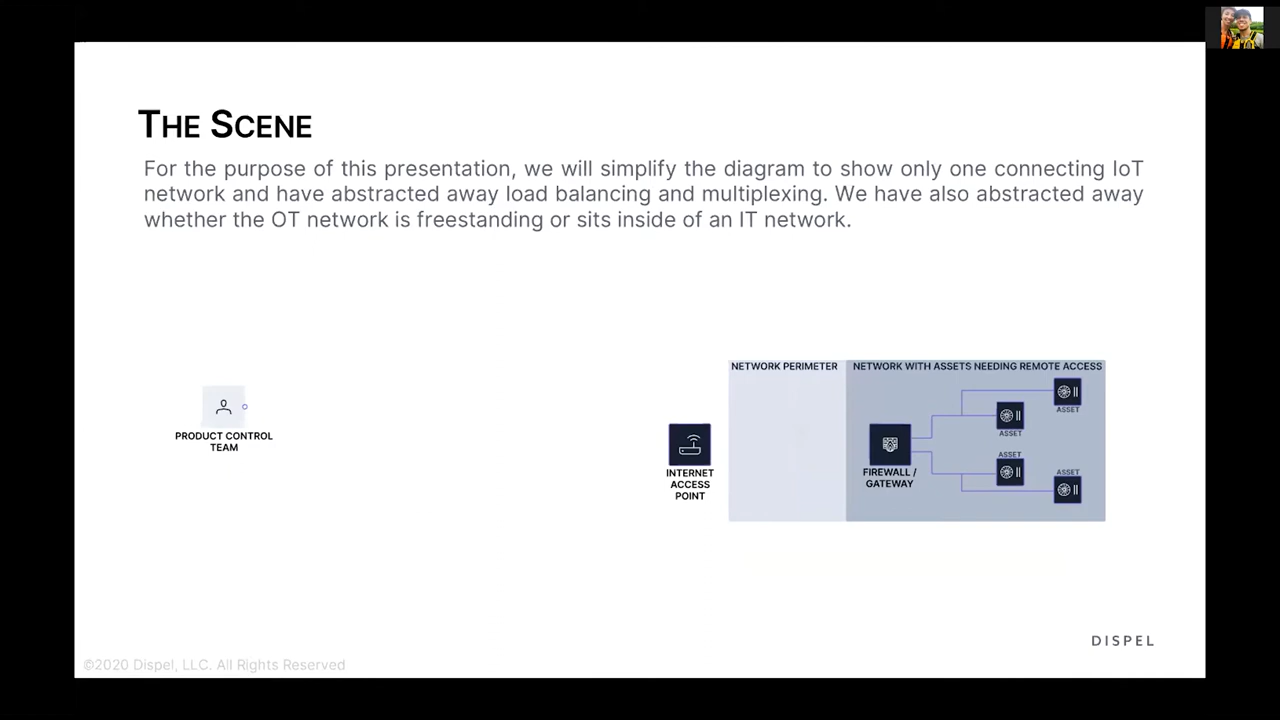 THE SCENE
For the purpose of this presentation, we will simplify the diagram to show only one connecting IoT
network and have abstracted away load balancing and multiplexing. We have also abstracted away
whether the OT network is freestanding or sits inside of an IT network.
NETWORK PERIMETER
NETWORK WITH ASSETS NEEDING REMOTE ACCESS
ASSET
ASSET
PRODUCT CONTROL
TEAM
INTERNET
ACCESS
POINT
FIREWALL /
GATEWAY
ASSET
ASSET
DISPEL
©2020 Dispel, LLC. All Rights Reserved